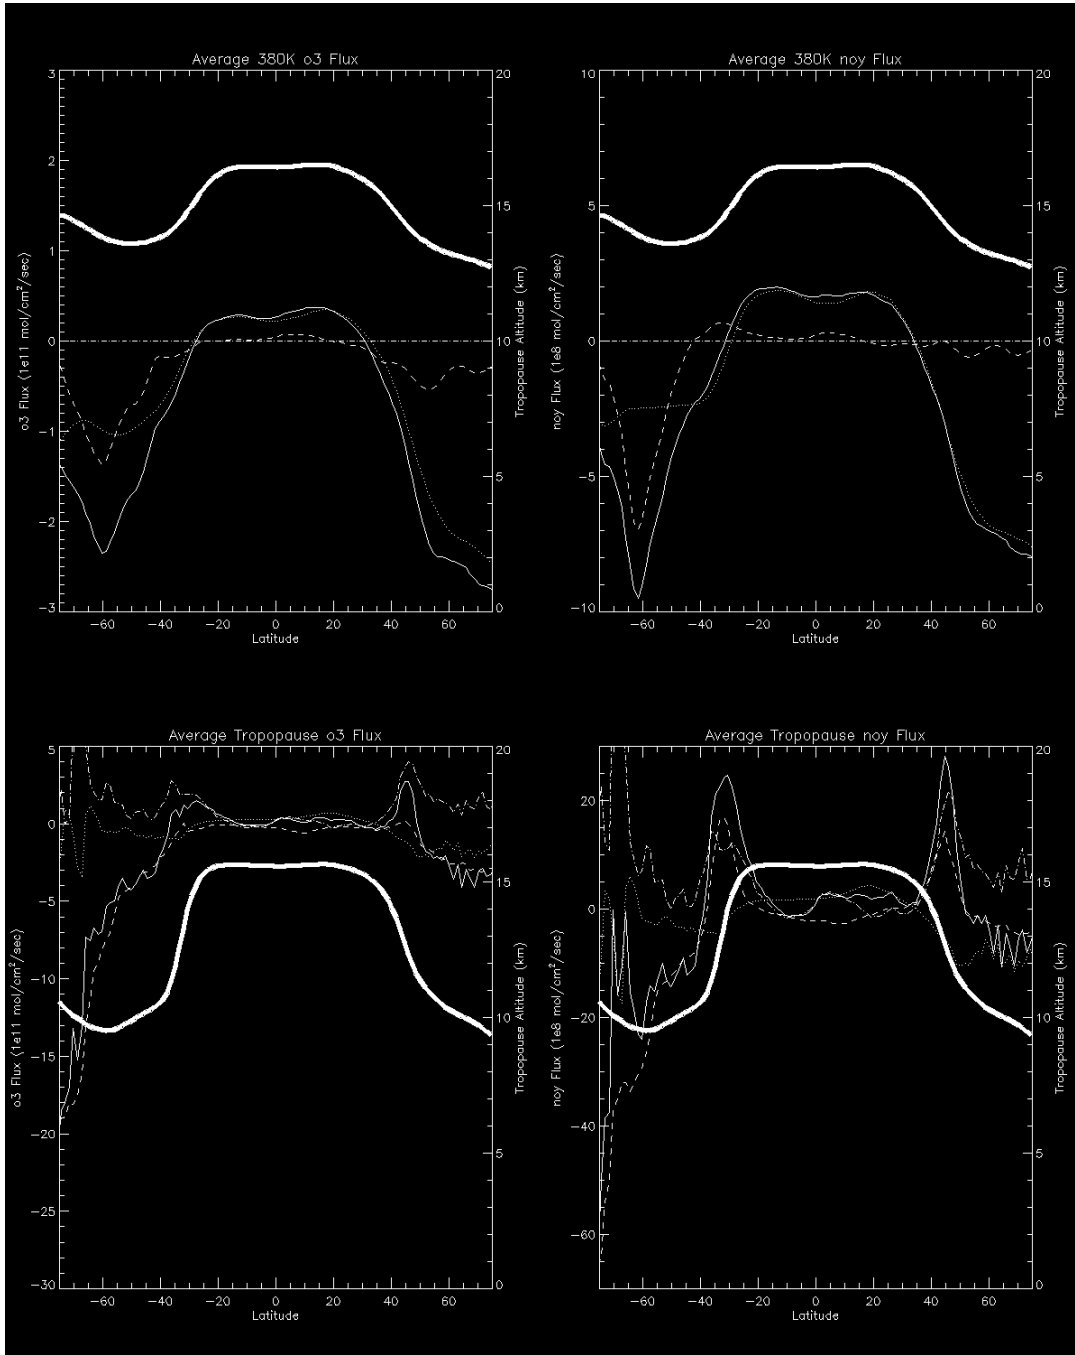 Average 380K o3 Flux
3
2
1
0
−1
−2
−3
20
15
10
5
0
−60 −40 −20 0 20 40 60
Latitude
o3 Flux (1e11 mol/cm²/sec)
Tropopause Altitude (km)
Average 380K noy Flux
10
5
0
−5
−10
20
15
10
5
0
−60 −40 −20 0 20 40 60
Latitude
noy Flux (1e8 mol/cm²/sec)
Tropopause Altitude (km)
Average Tropopause o3 Flux
5
0
−5
−10
−15
−20
−25
−30
20
15
10
5
0
−60 −40 −20 0 20 40 60
Latitude
o3 Flux (1e11 mol/cm²/sec)
Tropopause Altitude (km)
Average Tropopause noy Flux
20
0
−20
−40
−60
20
15
10
5
0
−60 −40 −20 0 20 40 60
Latitude
noy Flux (1e8 mol/cm²/sec)
Tropopause Altitude (km)